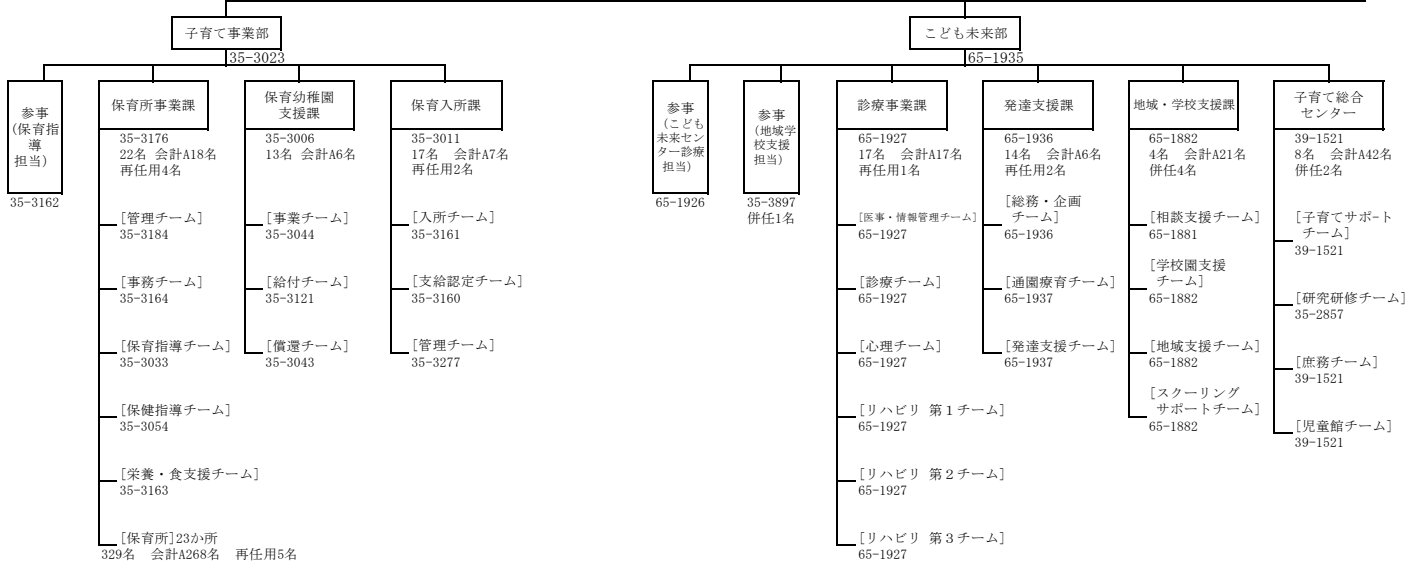 子育て事業部
35-3023
参事
(保育指
導
担当)
35-3162
保育所事業課
35-3176
22名 会計A18名
再任用4名
[管理チーム]
35-3184
[事務チーム]
35-3164
[保育指導チーム]
35-3033
[保健指導チーム]
35-3054
[栄養・食支援チーム]
35-3163
[保育所]23か所
329名 会計A268名 再任用5名
保育幼稚園
支援課
35-3006
13名 会計A6名
[事業チーム]
35-3044
[給付チーム]
35-3121
[償還チーム]
35-3043
保育入所課
35-3011
17名 会計A7名
再任用2名
[入所チーム]
35-3161
[支給認定チーム]
35-3160
[管理チーム]
35-3277
こども未来部
65-1935
参事
(こども
未来セン
ター診療
担当)
65-1926
参事
(地域学
校支援
担当)
35-3897
併任1名
診療事業課
65-1927
17名 会計A17名
再任用1名
[医事・情報管理チーム]
65-1927
[診療チーム]
65-1927
[心理チーム]
65-1927
[リハビリ 第1チーム]
65-1927
[リハビリ 第2チーム]
65-1927
[リハビリ 第3チーム]
65-1927
発達支援課
65-1936
14名 会計A6名
再任用2名
[総務・企画
チーム]
65-1936
[通園療育チーム]
65-1937
[発達支援チーム]
65-1937
地域・学校支援課
65-1882
4名 会計A21名
併任4名
[相談支援チーム]
65-1881
[学校園支援
チーム]
65-1882
[地域支援チーム]
65-1882
[スクーリング
サポートチーム]
65-1882
子育て総合
センター
39-1521
8名 会計A42名
併任2名
[子育てサポート
チーム]
39-1521
[研究研修チーム]
35-2857
[庶務チーム]
39-1521
[児童館チーム]
39-1521